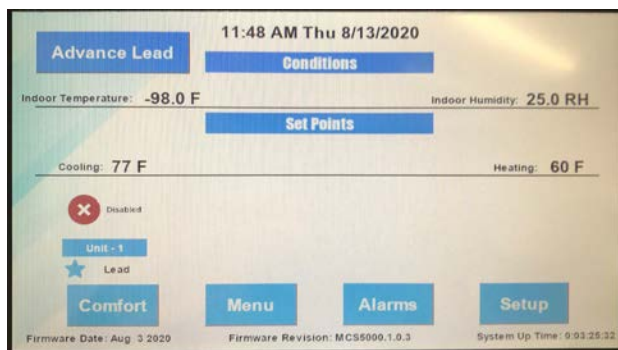 11:48 AM Thu 8/13/2020
Advance Lead
Conditions
Indoor Temperature: -98.0 F
Indoor Humidity: 25.0 RH
Set Points
Cooling: 77 F
Heating: 60 F
Disabled
Unit - 1
Lead
Comfort
Menu
Alarms
Setup
Firmware Date: Aug 3 2020
Firmware Revision: MCS5000.1.0.3
System Up Time: 0:03:25:32